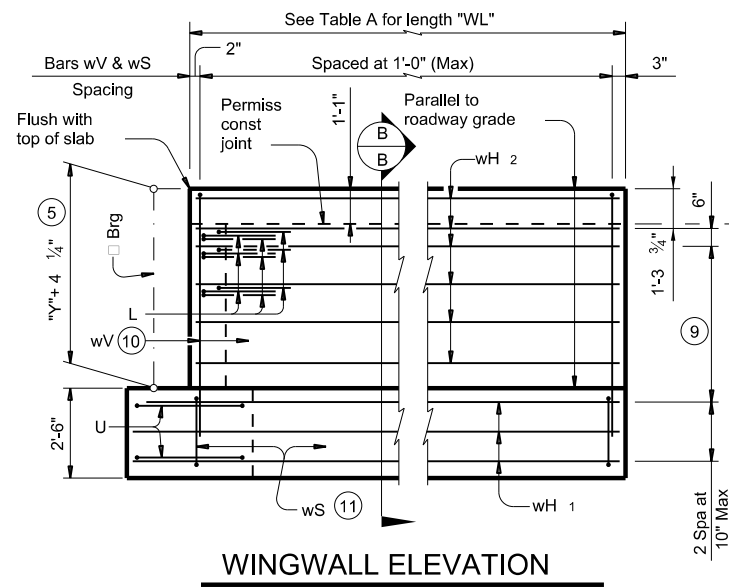 See Table A for length "WL"
2"
Bars wV & wS
Spacing
Spaced at 1'-0" (Max)
3"
Flush with
top of slab
Permiss
const
joint
1'-1"
B
B
Parallel to
roadway grade
wH 2
6"
1'-3 3/4"
5
"Y"+ 4 1/4"
Brg
L
wV 10
9
2'-6"
U
wS 11
wH 1
2 Spa at
10" Max
WINGWALL ELEVATION